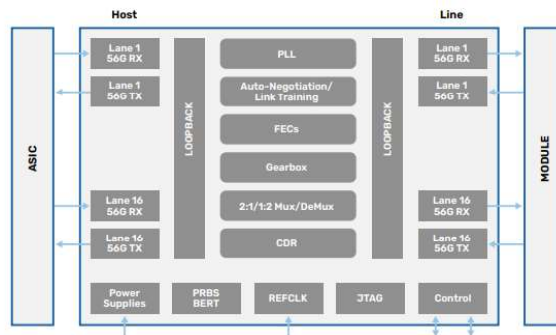 Host
Line
ASIC
Lane 1
56G RX
Lane 1
56G TX
Lane 16
56G RX
Lane 16
56G TX
LOOPBACK
PLL
Auto-Negotiation/
Link Training
FECs
Gearbox
2:1/1:2 Mux/DeMux
CDR
LOOPBACK
Lane 1
56G RX
Lane 1
56G TX
Lane 16
56G RX
Lane 16
56G TX
MODULE
Power
Supplies
PRBS
BERT
REFCLK
JTAG
Control